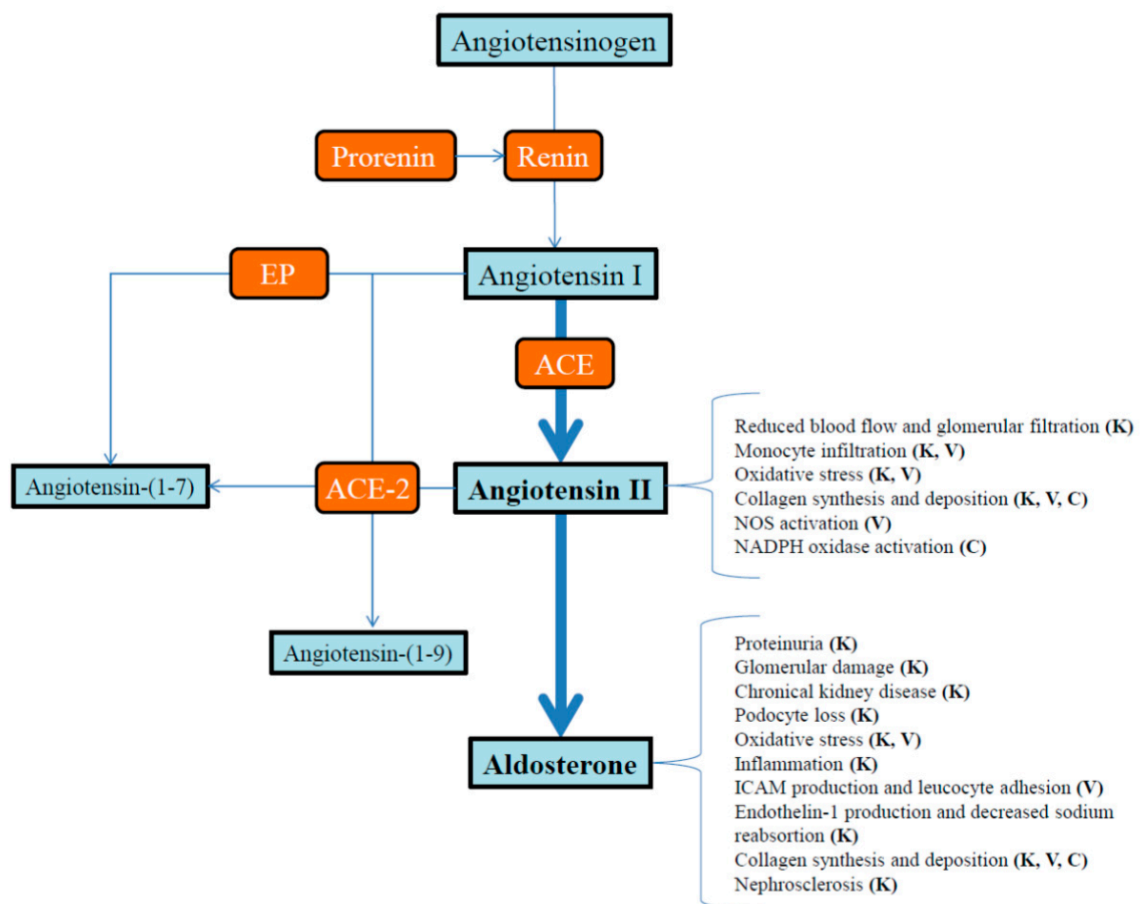 Angiotensinogen
Prorenin
Renin
EP
Angiotensin I
ACE
Angiotensin-(1-7)
ACE-2
Angiotensin II
Reduced blood flow and glomerular filtration (K)
Monocyte infiltration (K, V)
Oxidative stress (K, V)
Collagen synthesis and deposition (K, V, C)
NOS activation (V)
NADPH oxidase activation (C)
Angiotensin-(1-9)
Aldosterone
Proteinuria (K)
Glomerular damage (K)
Chronical kidney disease (K)
Podocyte loss (K)
Oxidative stress (K, V)
Inflammation (K)
ICAM production and leucocyte adhesion (V)
Endothelin-1 production and decreased sodium
reabsortion (K)
Collagen synthesis and deposition (K, V, C)
Nephrosclerosis (K)